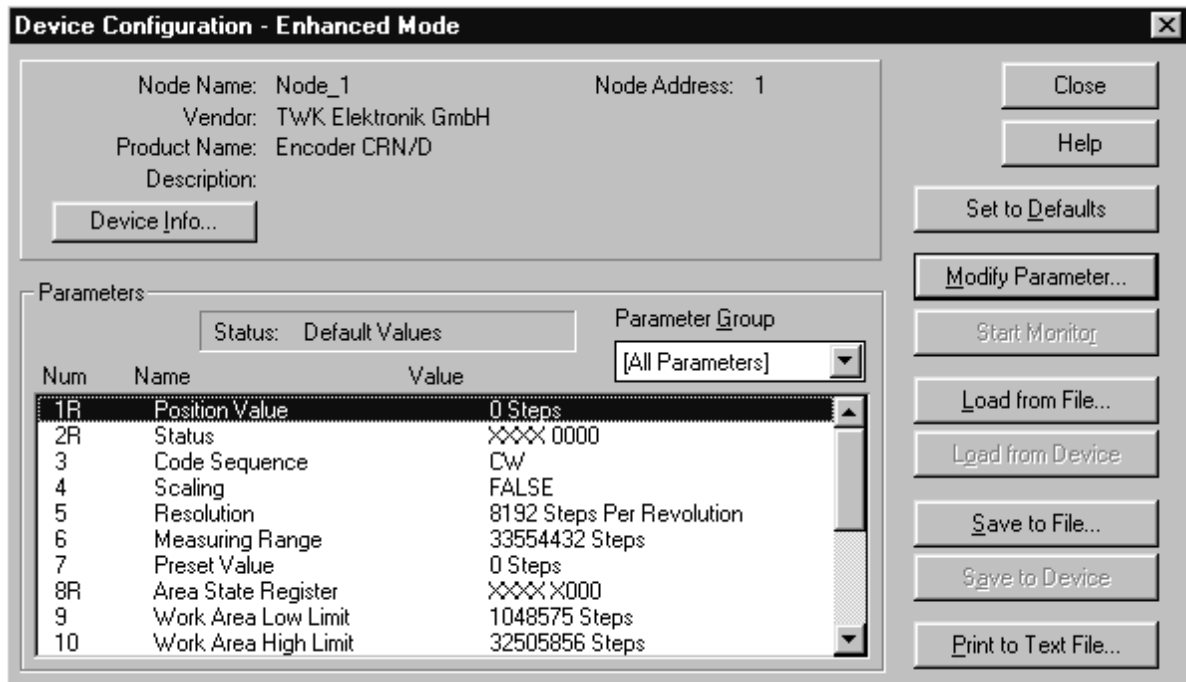 Device Configuration - Enhanced Mode
Node Name: Node_1 Node Address: 1
Vendor: TWK Elektronik GmbH
Product Name: Encoder CRN/D
Description:
Device Info...
Close
Help
Set to Defaults
Modify Parameter...
Start Monitor
Load from File...
Load from Device
Save to File...
Save to Device
Print to Text File...
Parameters
Status: Default Values
Parameter Group
[All Parameters]
Num Name Value
1R Position Value 0 Steps
2R Status XXXX 0000
3 Code Sequence CW
4 Scaling FALSE
5 Resolution 8192 Steps Per Revolution
6 Measuring Range 33554432 Steps
7 Preset Value 0 Steps
8R Area State Register XXXX X000
9 Work Area Low Limit 1048575 Steps
10 Work Area High Limit 32505856 Steps